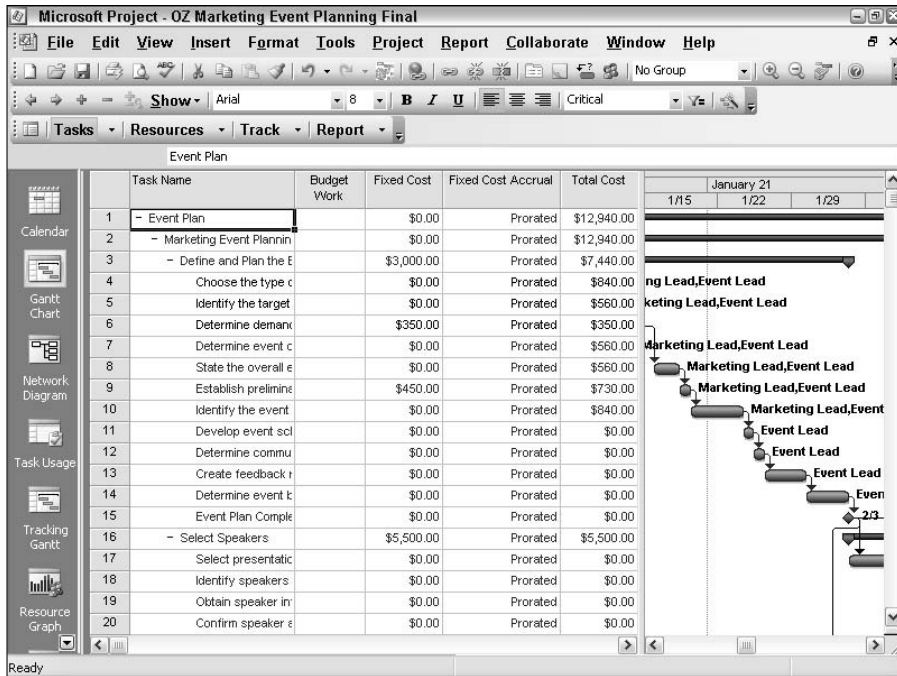 Microsoft Project - OZ Marketing Event Planning Final
File Edit View Insert Format Tools Project Report Collaborate Window Help
No Group
Show Arial 8 B I U Critical
Tasks Resources Track Report
Event Plan
Task Name Budget Work Fixed Cost Fixed Cost Accrual Total Cost January 21
1/15 1/22 1/29
1 - Event Plan $0.00 Prorated $12,940.00
2 - Marketing Event Plannin $0.00 Prorated $12,940.00
3 - Define and Plan the E $3,000.00 Prorated $7,440.00
4 Choose the type o $0.00 Prorated $840.00 ng Lead,Event Lead
5 Identify the target $0.00 Prorated $560.00 keting Lead,Event Lead
6 Determine demand $350.00 Prorated $350.00
7 Determine event o $0.00 Prorated $560.00 Marketing Lead,Event Lead
8 State the overall e $0.00 Prorated $560.00 Marketing Lead,Event Lead
9 Establish prelimina $450.00 Prorated $730.00 Marketing Lead,Event Lead
10 Identify the event $0.00 Prorated $840.00 Marketing Lead,Event
11 Develop event scl $0.00 Prorated $0.00 Event Lead
12 Determine commu $0.00 Prorated $0.00 Event Lead
13 Create feedback r $0.00 Prorated $0.00 Event Lead
14 Determine event b $0.00 Prorated $0.00 Even
15 Event Plan Comple $0.00 Prorated $0.00 2/3
16 - Select Speakers $5,500.00 Prorated $5,500.00
17 Select presentatio $0.00 Prorated $0.00
18 Identify speakers $0.00 Prorated $0.00
19 Obtain speaker in $0.00 Prorated $0.00
20 Confirm speaker a $0.00 Prorated $0.00
Calendar
Gantt Chart
Network Diagram
Task Usage
Tracking Gantt
Resource Graph
Ready